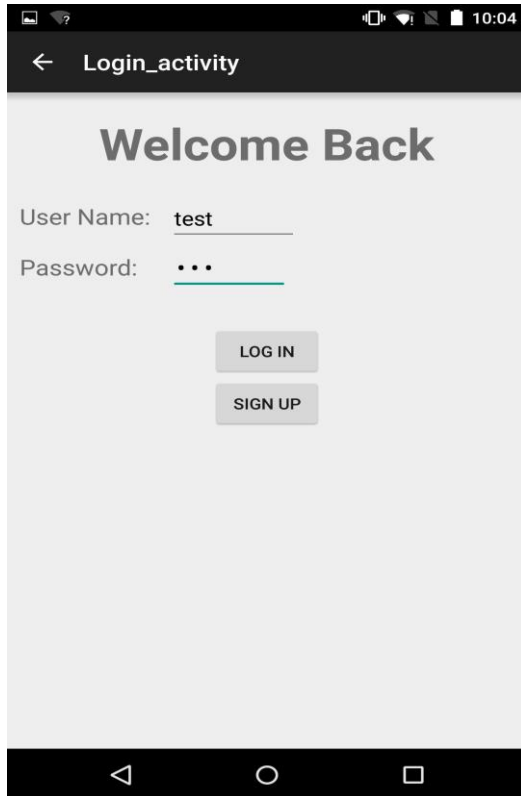 10:04
Login_activity
Welcome Back
User Name: test
Password: •••
LOG IN
SIGN UP